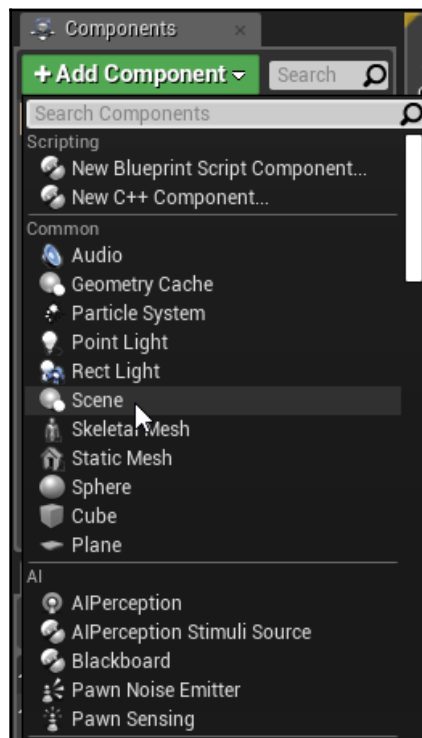 Components
+ Add Component
Search
Search Components
Scripting
New Blueprint Script Component...
New C++ Component...
Common
Audio
Geometry Cache
Particle System
Point Light
Rect Light
Scene
Skeletal Mesh
Static Mesh
Sphere
Cube
Plane
AI
AIPerception
AIPerception Stimuli Source
Blackboard
Pawn Noise Emitter
Pawn Sensing